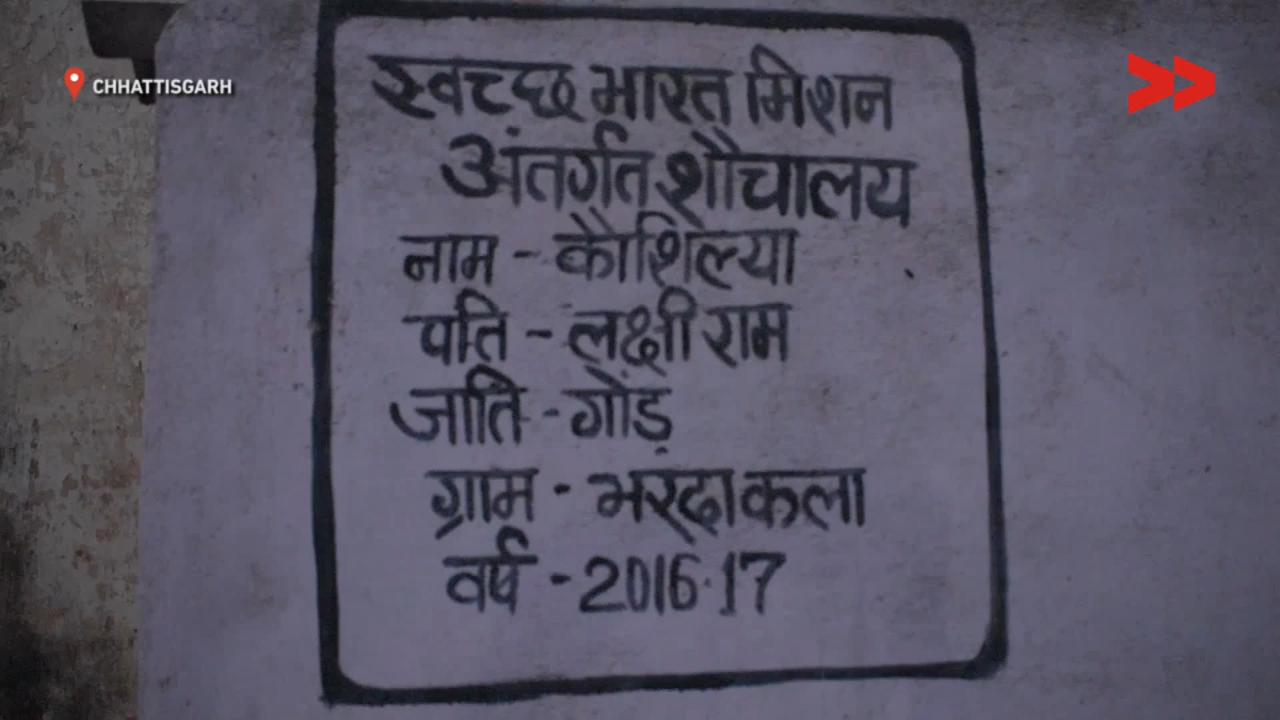 CHHATTISGARH
स्वच्छ भारत मिशन
अंतर्गत शौचालय
नाम - कौशिल्या
पति - लक्षीराम
जाति - गोंड़
ग्राम - भरदाकला
वर्ष - 2016-17